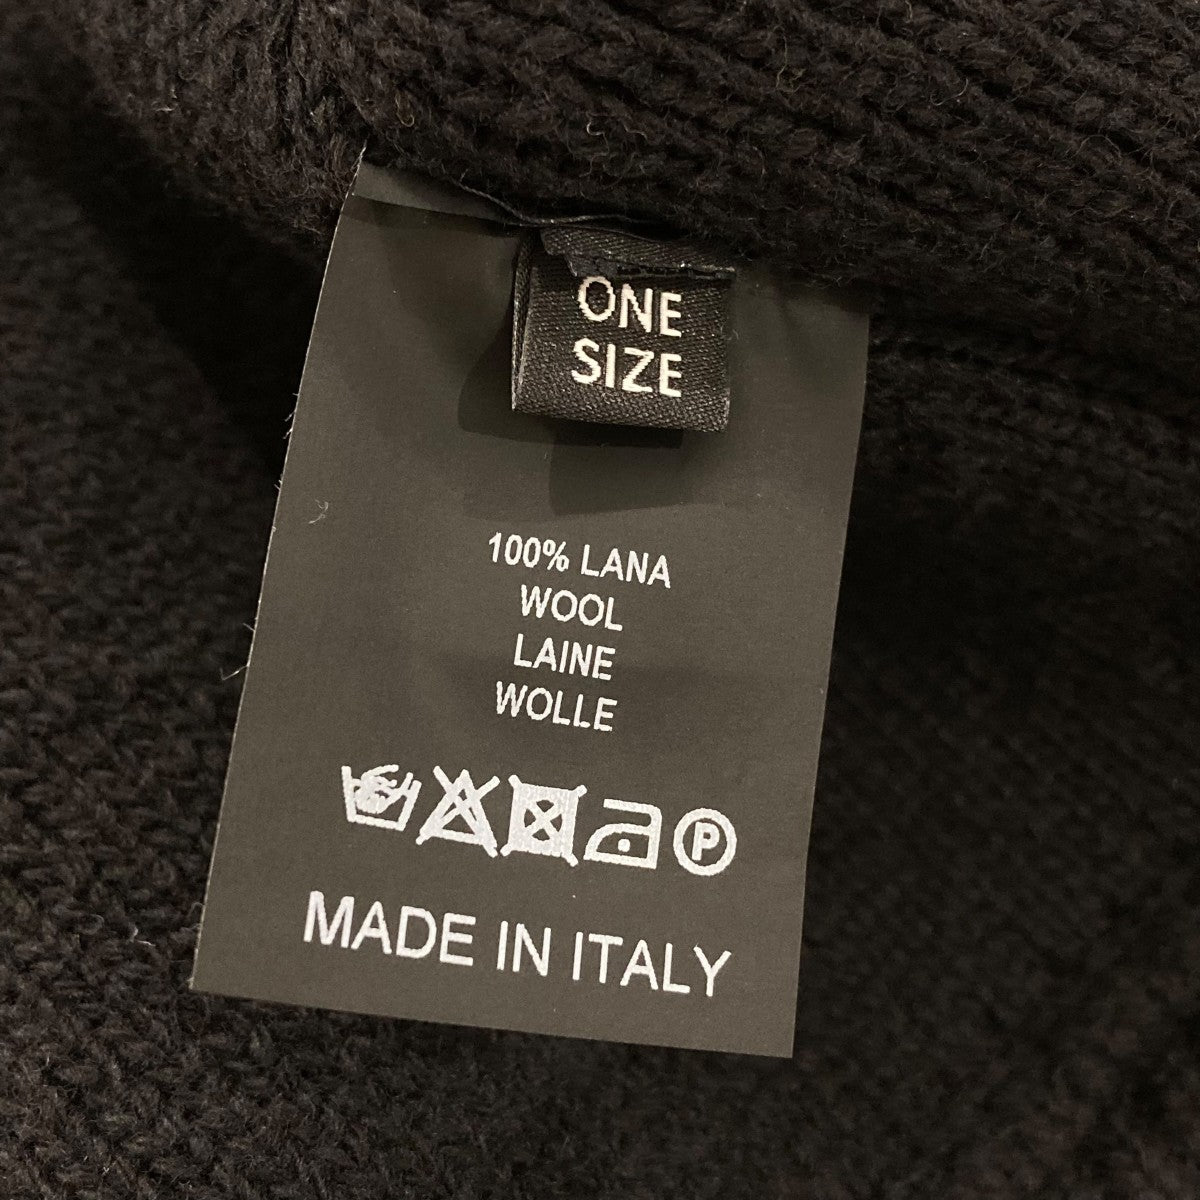 ONE
SIZE
100% LANA
WOOL
LAINE
WOLLE
P
MADE IN ITALY